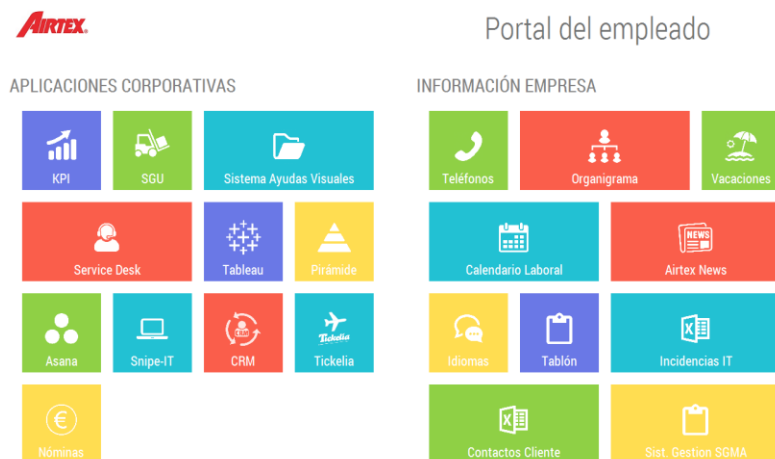 AIRTEX.
Portal del empleado
APLICACIONES CORPORATIVAS
KPI
SGU
Sistema Ayudas Visuales
Service Desk
Tableau
Pirámide
Asana
Snipe-IT
CRM
CRM
Tickelia
Tickelia
€
Nóminas
INFORMACIÓN EMPRESA
Teléfonos
Organigrama
Vacaciones
Calendario Laboral
NEWS
Airtex News
Idiomas
Tablón
X
Incidencias IT
X
Contactos Cliente
Sist. Gestion SGMA